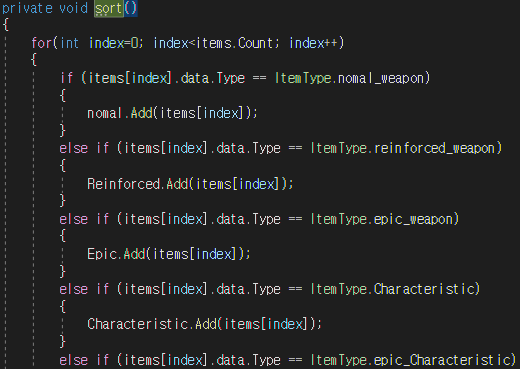 private void sort()
{
for(int index=0; index<items.Count; index++)
{
if (items[index].data.Type == ItemType.nomal_weapon)
{
nomal.Add(items[index]);
}
else if (items[index].data.Type == ItemType.reinforced_weapon)
{
Reinforced.Add(items[index]);
}
else if (items[index].data.Type == ItemType.epic_weapon)
{
Epic.Add(items[index]);
}
else if (items[index].data.Type == ItemType.Characteristic)
{
Characteristic.Add(items[index]);
}
else if (items[index].data.Type == ItemType.epic_Characteristic)